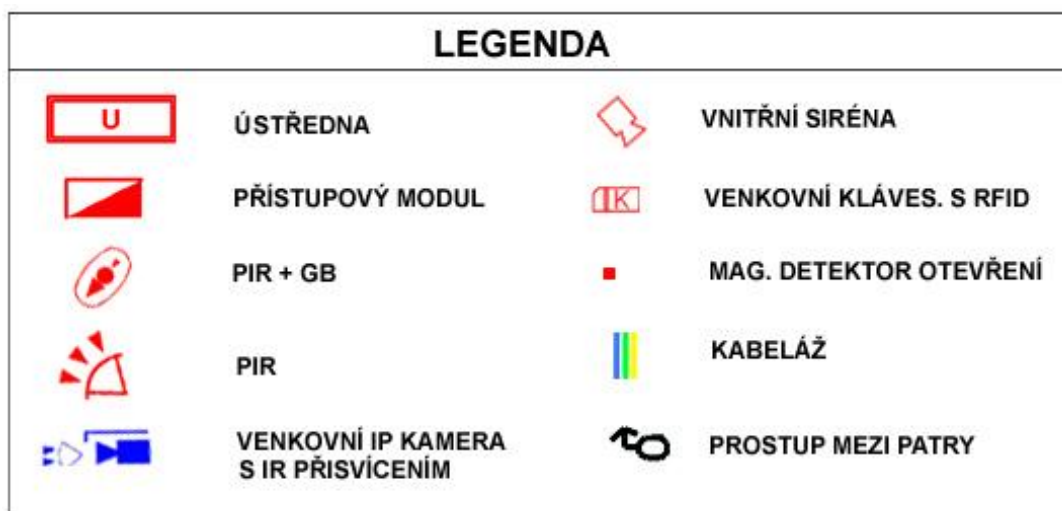 LEGENDA
U
ÚSTŘEDNA
PŘÍSTUPOVÝ MODUL
PIR + GB
PIR
VENKOVNÍ IP KAMERA
S IR PŘISVÍCENÍM
VNITŘNÍ SIRÉNA
K
VENKOVNÍ KLÁVES. S RFID
MAG. DETEKTOR OTEVŘENÍ
KABELÁŽ
PROSTUP MEZI PATRY